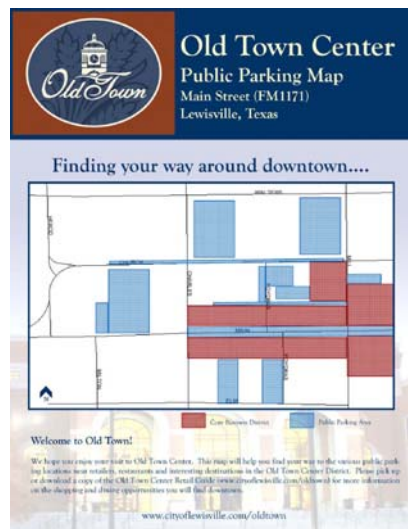 Old Town
Old Town Center
Public Parking Map
Main Street (FM1171)
Lewisville, Texas
Finding your way around downtown....
CHARLES
MILL
MAIN
Core Business District
Public Parking Area
Welcome to Old Town!
We hope you enjoy your visit to Old Town Center. This map will help you find your way to the various public park-
ing locations near retailers, restaurants and interesting destinations in the Old Town Center District. Please pick up
or download a copy of the Old Town Center Retail Guide (www.cityoflewisville.com/oldtown) for more information
on the shopping and dining opportunities you will find downtown.
www.cityoflewisville.com/oldtown